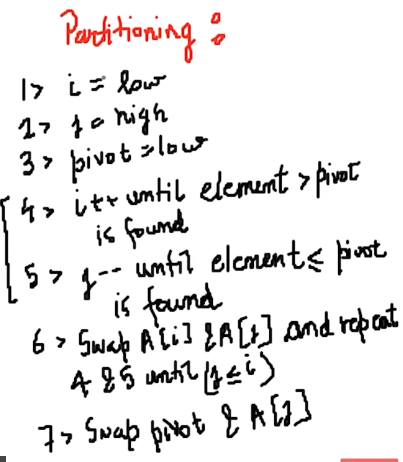 Partitioning :
1> i = low
2> j = high
3> pivot = low
4> i++ until element > pivot
is found
5> j-- until element ≤ pivot
is found
6> Swap A[i] & A[j] and repeat
4 & 5 until (j ≤ i)
7> Swap pivot & A[j]